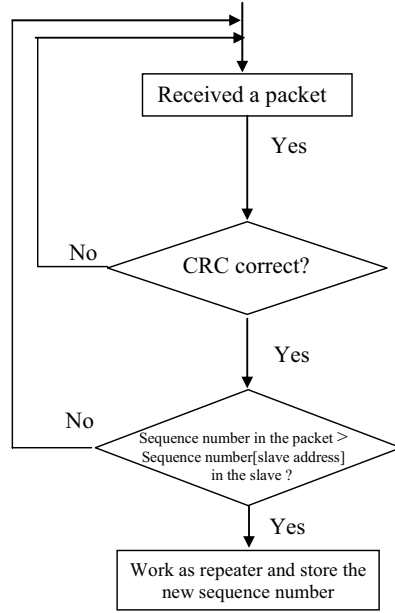 Received a packet
Yes
No
CRC correct?
Yes
No
Sequence number in the packet >
Sequence number[slave address]
in the slave ?
Yes
Work as repeater and store the
new sequence number